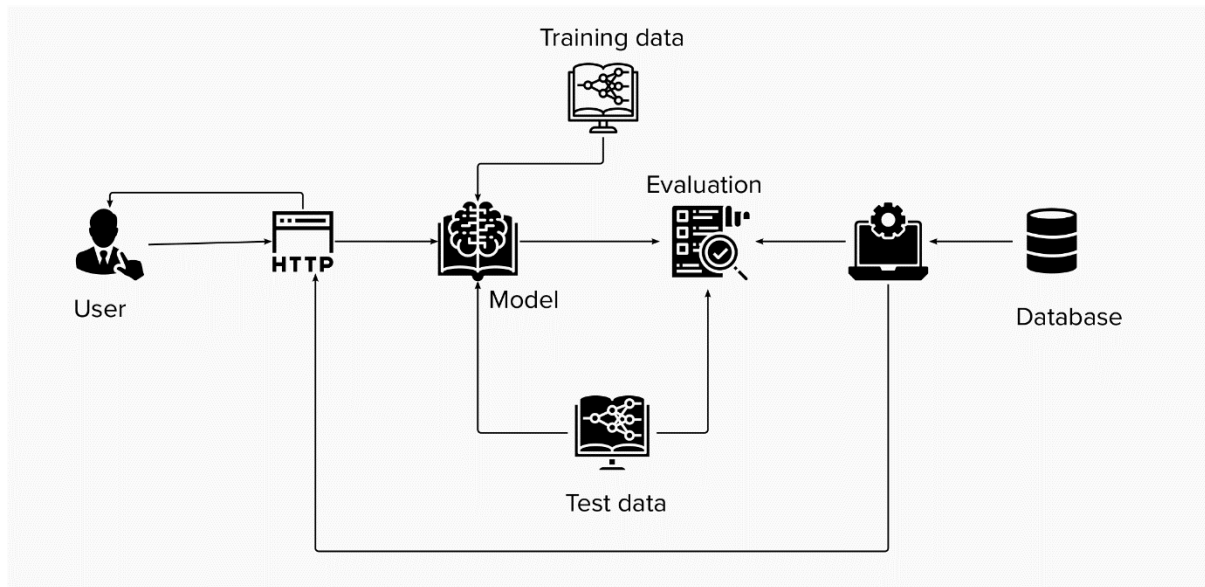 Training data
Evaluation
HTTP
Model
User
Database
Test data